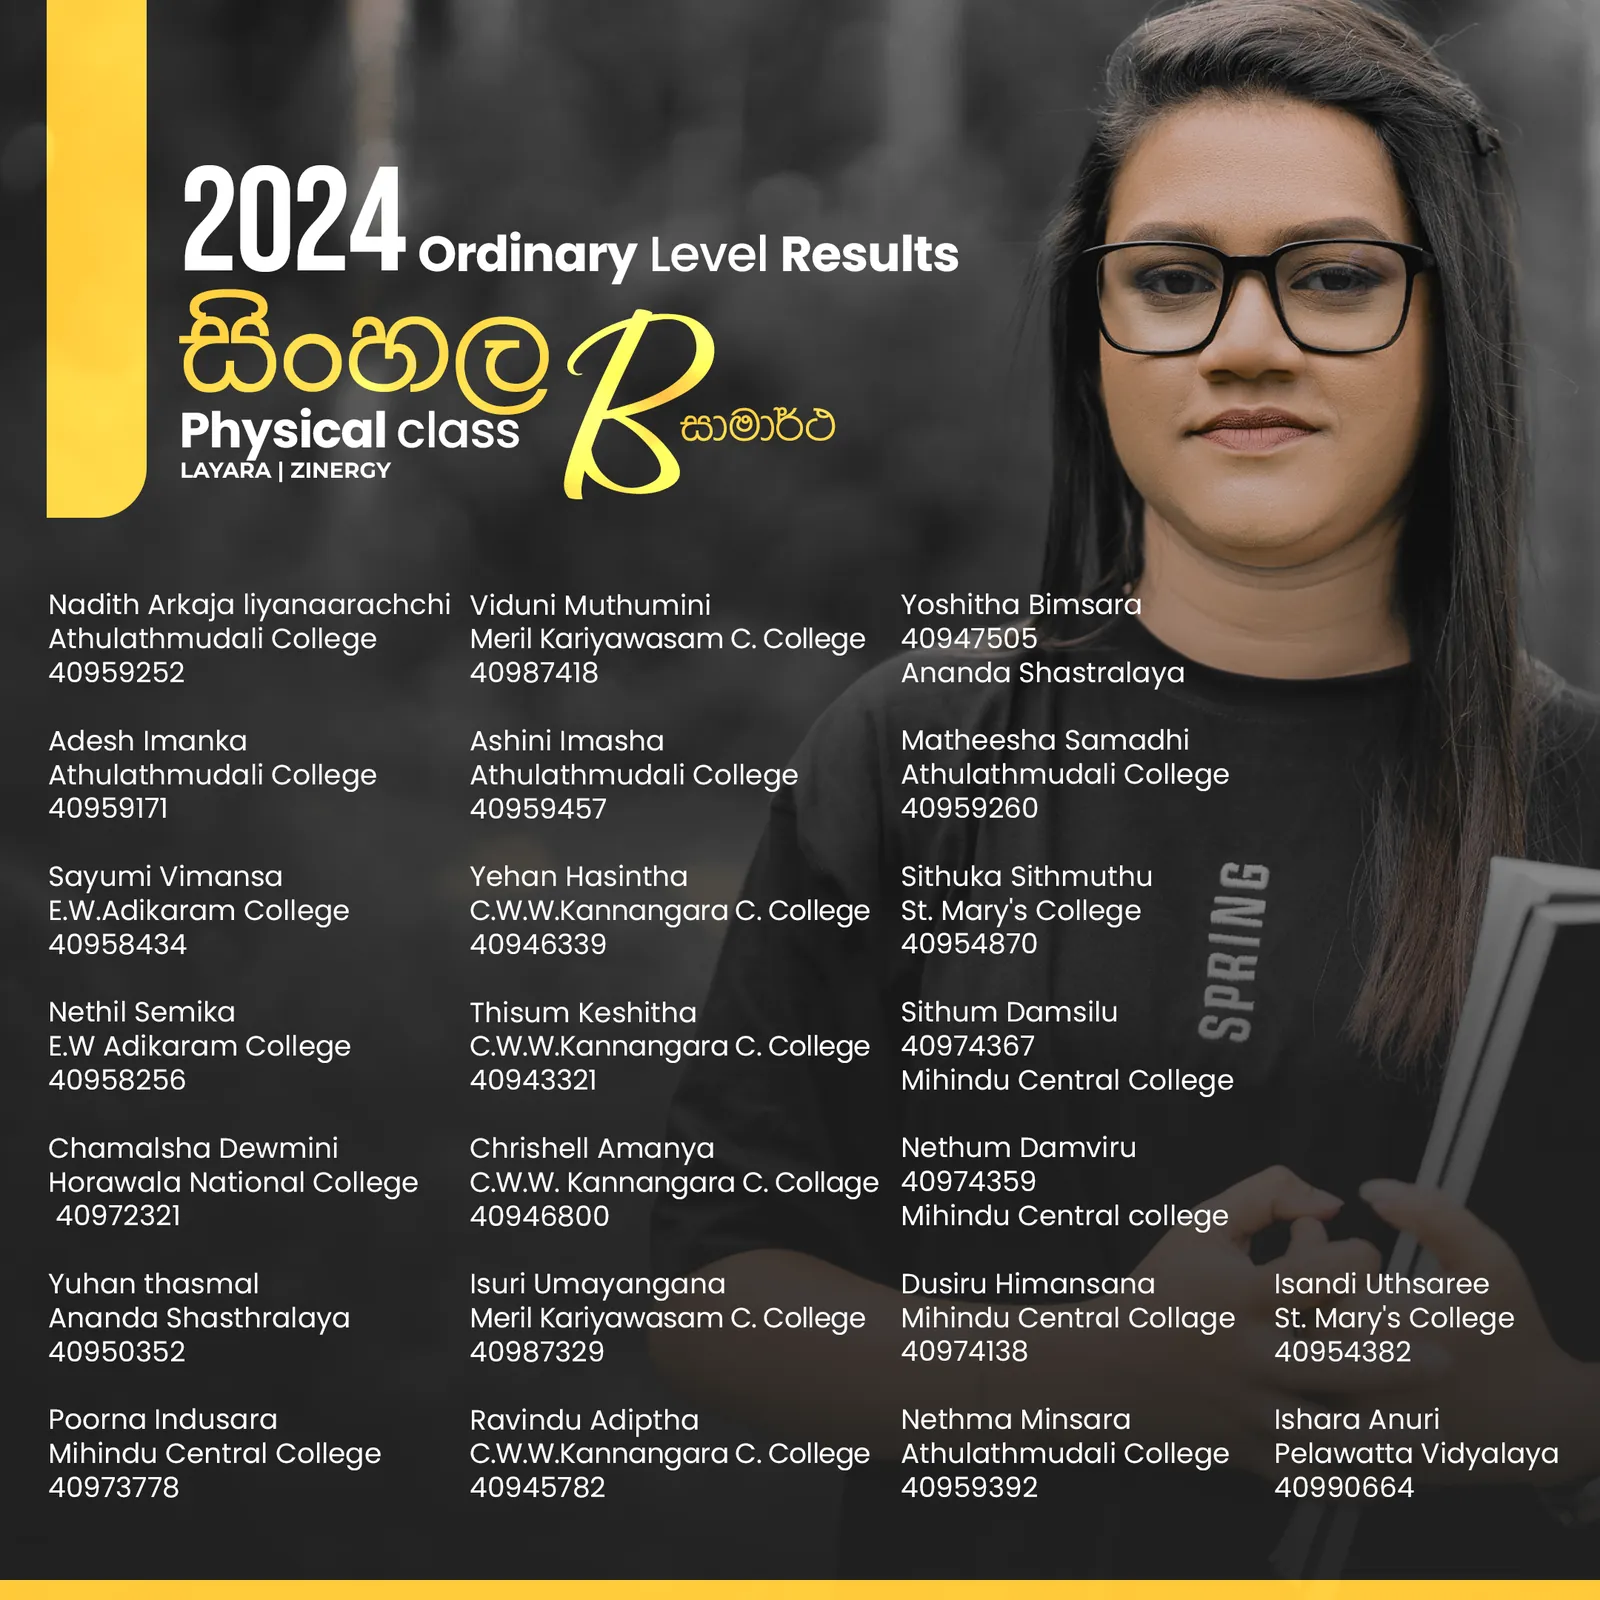 2024 Ordinary Level Results
සිංහල B සාමාර්ථ
Physical class
LAYARA | ZINERGY
Nadith Arkaja liyanaarachchi
Athulathmudali College
40959252
Adesh Imanka
Athulathmudali College
40959171
Sayumi Vimansa
E.W.Adikaram College
40958434
Nethil Semika
E.W Adikaram College
40958256
Chamalsha Dewmini
Horawala National College
40972321
Yuhan thasmal
Ananda Shasthralaya
40950352
Poorna Indusara
Mihindu Central College
40973778
Viduni Muthumini
Meril Kariyawasam C. College
40987418
Ashini Imasha
Athulathmudali College
40959457
Yehan Hasintha
C.W.W.Kannangara C. College
40946339
Thisum Keshitha
C.W.W.Kannangara C. College
40943321
Chrishell Amanya
C.W.W. Kannangara C. Collage
40946800
Isuri Umayangana
Meril Kariyawasam C. College
40987329
Ravindu Adiptha
C.W.W.Kannangara C. College
40945782
Yoshitha Bimsara
40947505
Ananda Shastralaya
Matheesha Samadhi
Athulathmudali College
40959260
Sithuka Sithmuthu
St. Mary's College
40954870
Sithum Damsilu
40974367
Mihindu Central College
Nethum Damviru
40974359
Mihindu Central college
Dusiru Himansana
Mihindu Central Collage
40974138
Nethma Minsara
Athulathmudali College
40959392
Isandi Uthsaree
St. Mary's College
40954382
Ishara Anuri
Pelawatta Vidyalaya
40990664
SPRING